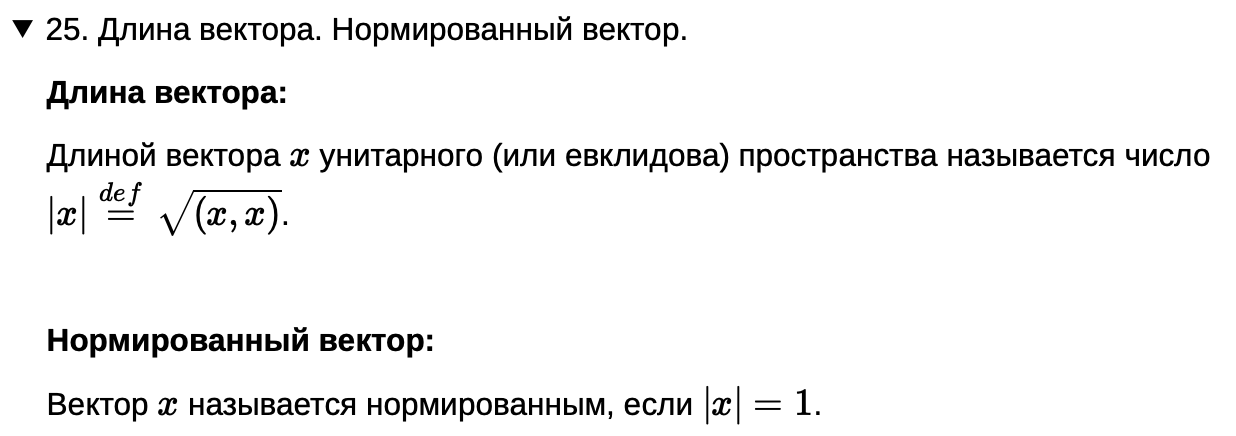 ▼ 25. Длина вектора. Нормированный вектор.
Длина вектора:
Длиной вектора x унитарного (или евклидова) пространства называется число
|x| \overset{def}{=} \sqrt{(x, x)}.
Нормированный вектор:
Вектор x называется нормированным, если |x| = 1.